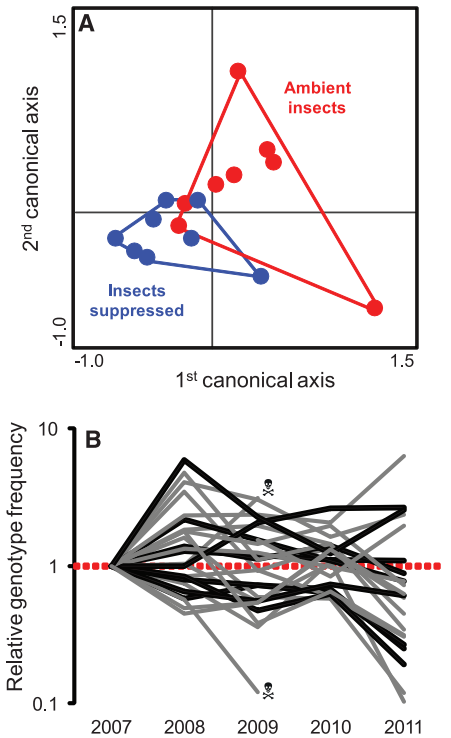 A
1.5
Ambient
insects
2nd canonical axis
Insects
suppressed
-1.0
-1.0
1.5
1st canonical axis
B
10
Relative genotype frequency
1
0.1
2007 2008 2009 2010 2011